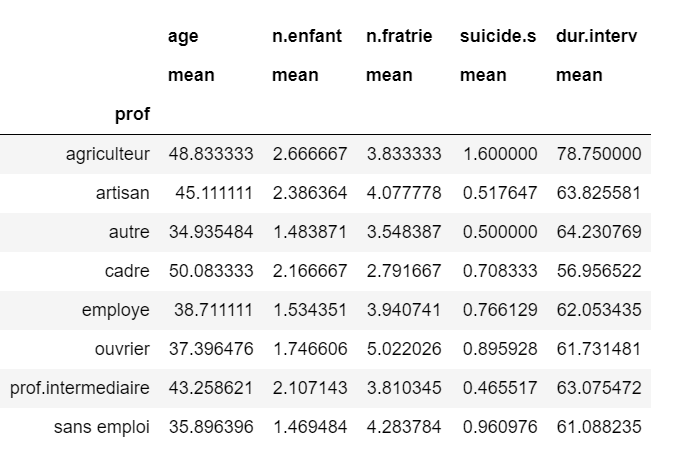 age n.enfant n.fratrie suicide.s dur.interv
mean mean mean mean mean
prof
agriculteur 48.833333 2.666667 3.833333 1.600000 78.750000
artisan 45.111111 2.386364 4.077778 0.517647 63.825581
autre 34.935484 1.483871 3.548387 0.500000 64.230769
cadre 50.083333 2.166667 2.791667 0.708333 56.956522
employe 38.711111 1.534351 3.940741 0.766129 62.053435
ouvrier 37.396476 1.746606 5.022026 0.895928 61.731481
prof.intermediaire 43.258621 2.107143 3.810345 0.465517 63.075472
sans emploi 35.896396 1.469484 4.283784 0.960976 61.088235